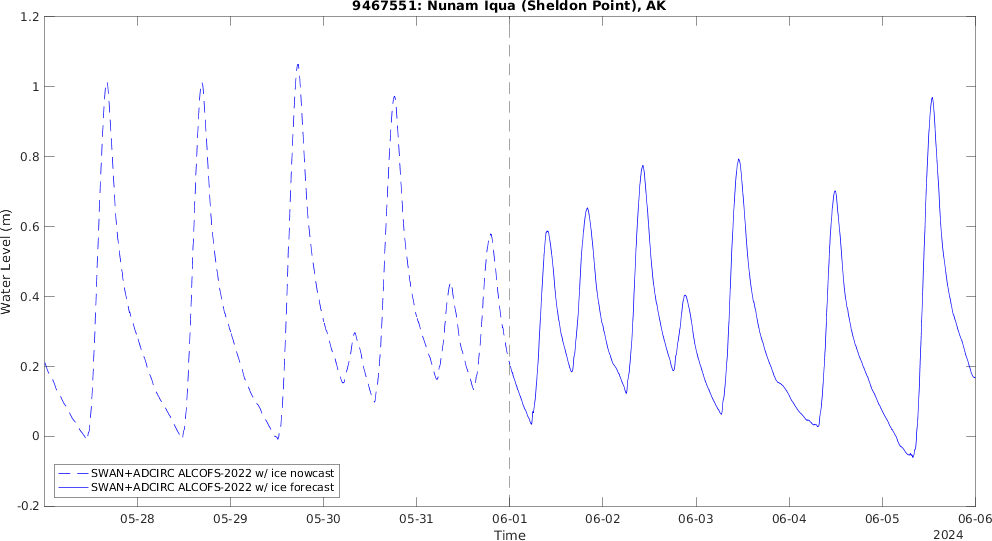 9467551: Nunam Iqua (Sheldon Point), AK
1.2
1
0.8
0.6
0.4
0.2
0
-0.2
Water Level (m)
SWAN+ADCIRC ALCOFS-2022 w/ ice nowcast
SWAN+ADCIRC ALCOFS-2022 w/ ice forecast
05-28 05-29 05-30 05-31 06-01 06-02 06-03 06-04 06-05 06-06
Time
2024